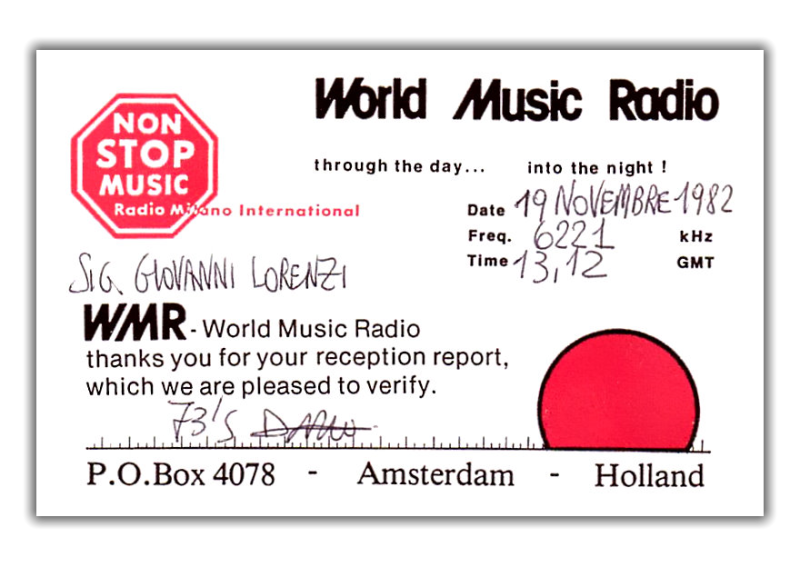 World Music Radio
NON
STOP
MUSIC
Radio Milano International
through the day... into the night !
Date 19 NOVEMBRE 1982
Freq. 6221 kHz
Time 13,12 GMT
SIG. GIOVANNI LORENZI
WMR - World Music Radio
thanks you for your reception report,
which we are pleased to verify.
73's
P.O.Box 4078 - Amsterdam - Holland